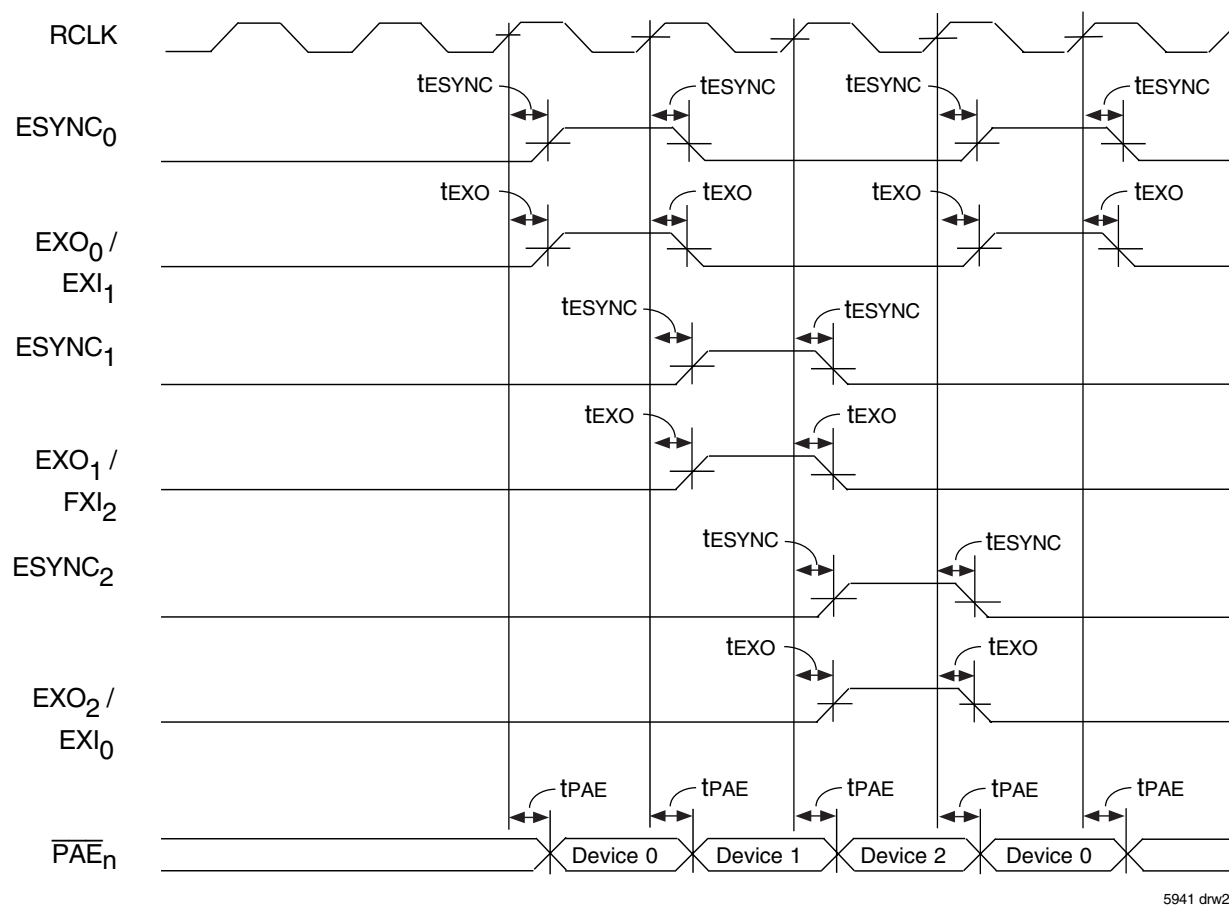 RCLK
tESYNC tESYNC tESYNC tESYNC
ESYNC0
tEXO tEXO tEXO tEXO
EXO0 /
EXI1
tESYNC tESYNC
ESYNC1
tEXO tEXO
EXO1 /
FXI2
tESYNC tESYNC
ESYNC2
tEXO tEXO
EXO2 /
EXI0
tPAE tPAE tPAE tPAE tPAE
PAEn Device 0 Device 1 Device 2 Device 0
5941 drw2